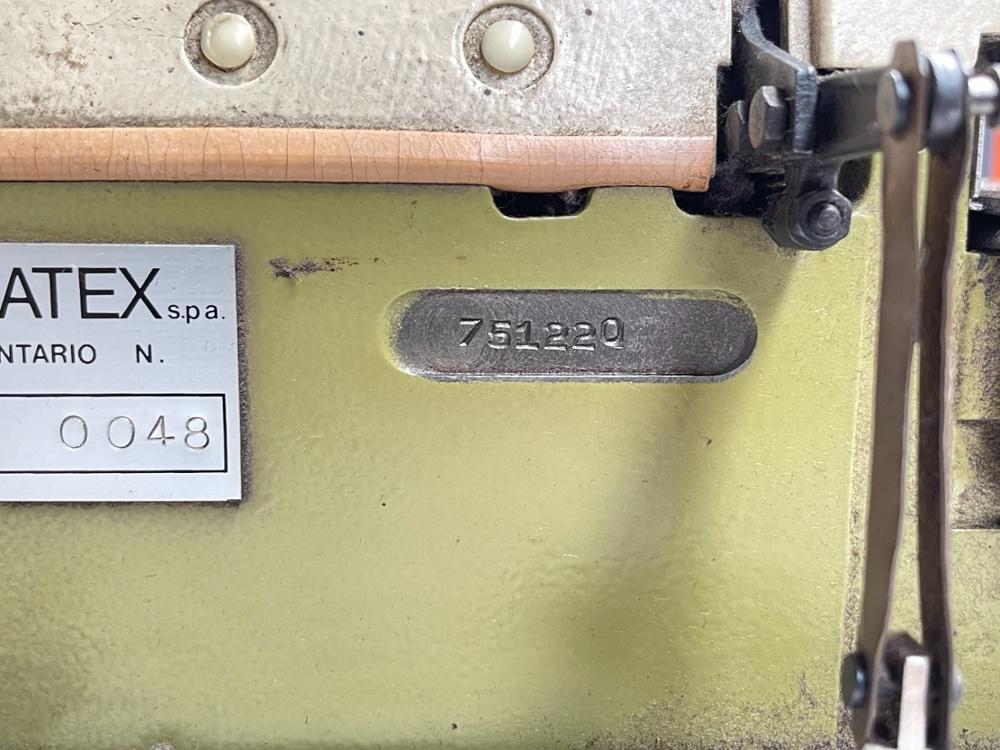 ATEX s.p.a.
NTARIO N.
0048
751220